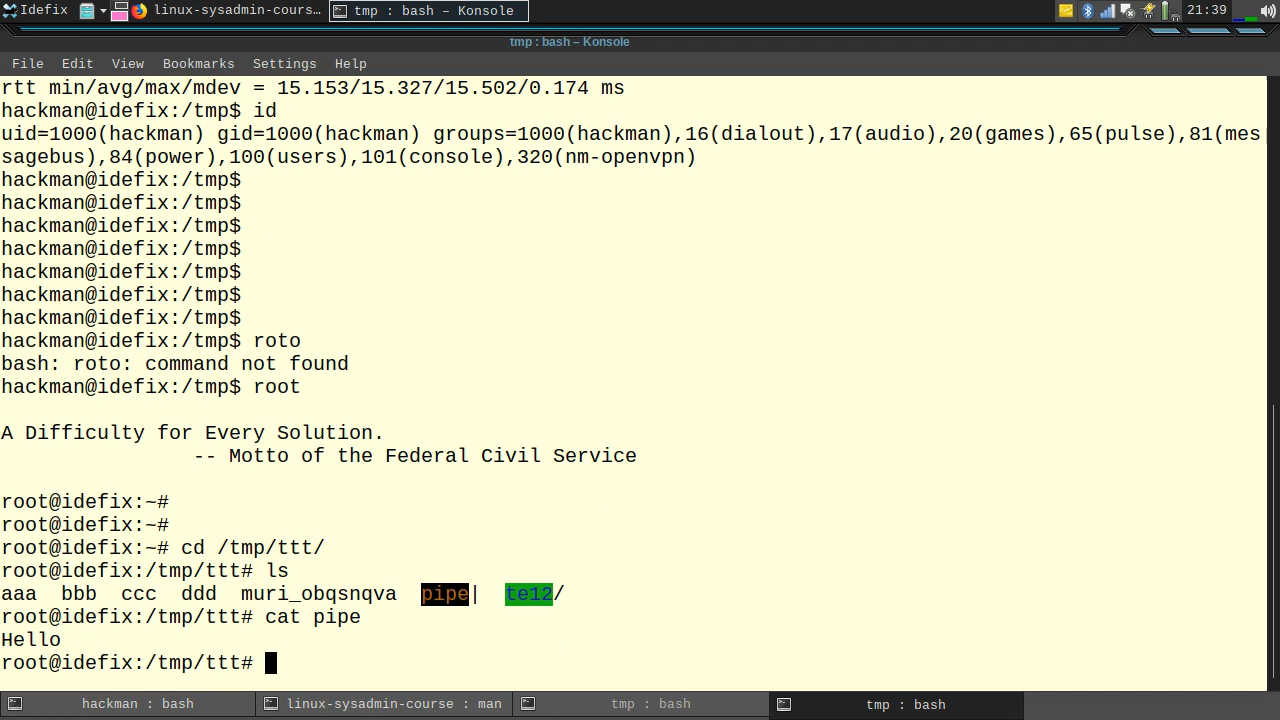 Idefix linux-sysadmin-cours… tmp : bash – Konsole 21:39
tmp : bash – Konsole
File Edit View Bookmarks Settings Help
rtt min/avg/max/mdev = 15.153/15.327/15.502/0.174 ms
hackman@idefix:/tmp$ id
uid=1000(hackman) gid=1000(hackman) groups=1000(hackman),16(dialout),17(audio),20(games),65(pulse),81(mes
sagebus),84(power),100(users),101(console),320(nm-openvpn)
hackman@idefix:/tmp$
hackman@idefix:/tmp$
hackman@idefix:/tmp$
hackman@idefix:/tmp$
hackman@idefix:/tmp$
hackman@idefix:/tmp$
hackman@idefix:/tmp$
hackman@idefix:/tmp$ roto
bash: roto: command not found
hackman@idefix:/tmp$ root
A Difficulty for Every Solution.
-- Motto of the Federal Civil Service
root@idefix:~#
root@idefix:~#
root@idefix:~# cd /tmp/ttt/
root@idefix:/tmp/ttt# ls
aaa bbb ccc ddd muri_obqsnqva pipe| te12/
root@idefix:/tmp/ttt# cat pipe
Hello
root@idefix:/tmp/ttt#
hackman : bash linux-sysadmin-course : man tmp : bash tmp : bash